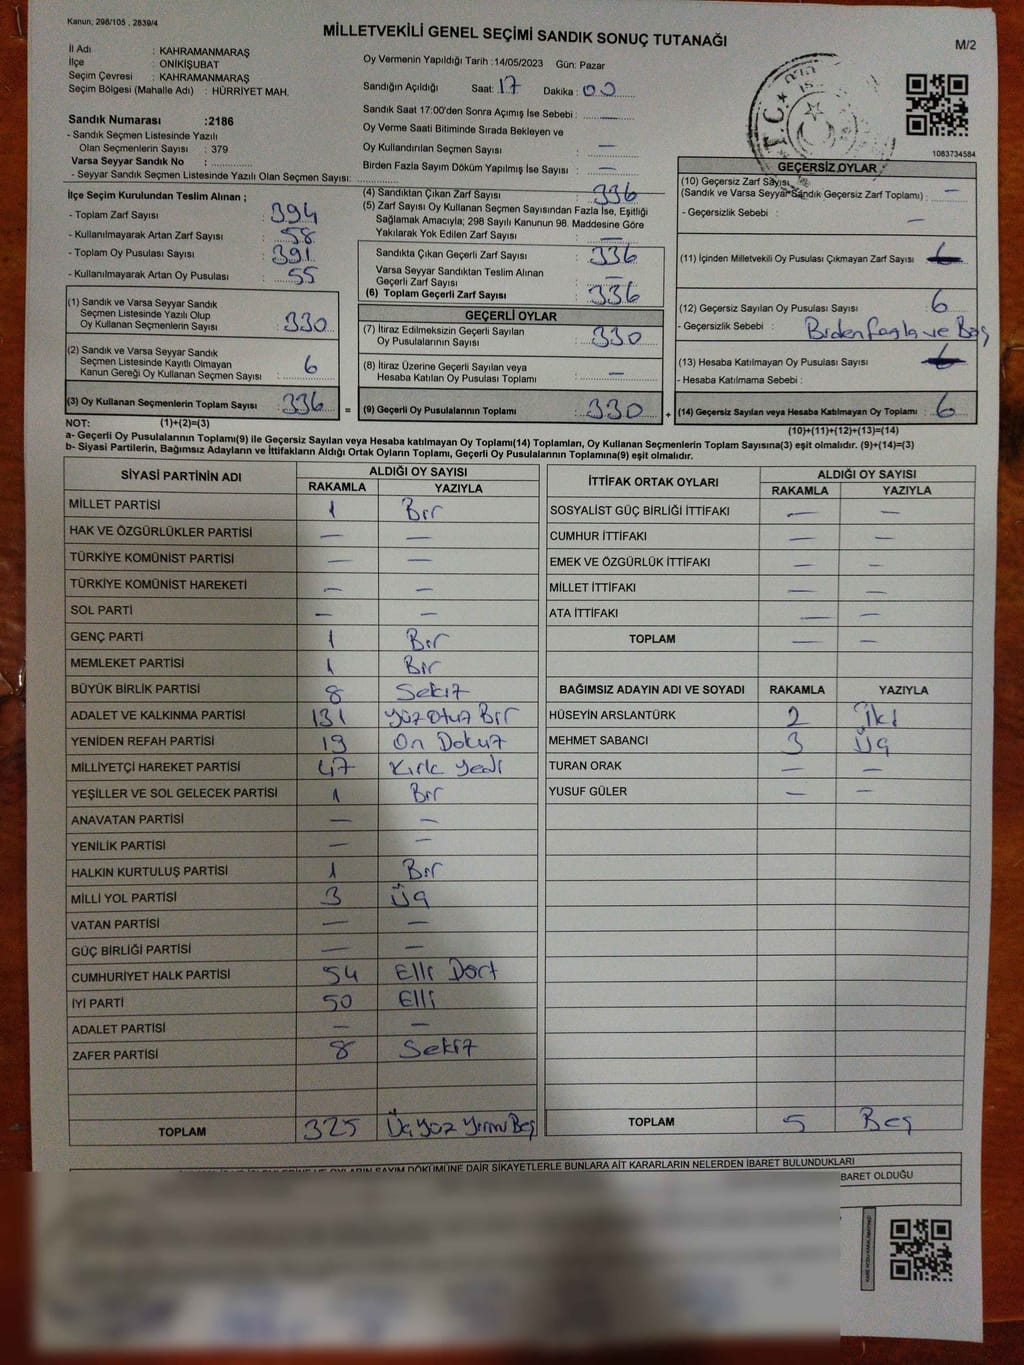 Kanun, 298/105 , 2839/4
MİLLETVEKİLİ GENEL SEÇİMİ SANDIK SONUÇ TUTANAĞI
M/2
İl Adı : KAHRAMANMARAŞ
İlçe : ONİKİŞUBAT
Seçim Çevresi : KAHRAMANMARAŞ
Seçim Bölgesi (Mahalle Adı) : HÜRRİYET MAH.
Sandık Numarası :2186
- Sandık Seçmen Listesinde Yazılı
Olan Seçmenlerin Sayısı : 379
Varsa Seyyar Sandık No :
- Seyyar Sandık Seçmen Listesinde Yazılı Olan Seçmen Sayısı:
Oy Vermenin Yapıldığı Tarih :14/05/2023 Gün: Pazar
Sandığın Açıldığı Saat: 17 Dakika : 00
Sandık Saat 17:00'den Sonra Açımış İse Sebebi : —
Oy Verme Saati Bitiminde Sırada Bekleyen ve
Oy Kullandırılan Seçmen Sayısı : —
Birden Fazla Sayım Döküm Yapılmış İse Sayısı : —
T.C.
1083734584
İlçe Seçim Kurulundan Teslim Alınan ;
- Toplam Zarf Sayısı : 394
- Kullanılmayarak Artan Zarf Sayısı : 58
- Toplam Oy Pusulası Sayısı : 391
- Kullanılmayarak Artan Oy Pusulası : 55
(1) Sandık ve Varsa Seyyar Sandık
Seçmen Listesinde Yazılı Olup
Oy Kullanan Seçmenlerin Sayısı : 330
(2) Sandık ve Varsa Seyyar Sandık
Seçmen Listesinde Kayıtlı Olmayan
Kanun Gereği Oy Kullanan Seçmen Sayısı : 6
(3) Oy Kullanan Seçmenlerin Toplam Sayısı : 336 =
(4) Sandıktan Çıkan Zarf Sayısı : 336
(5) Zarf Sayısı Oy Kullanan Seçmen Sayısından Fazla İse, Eşitliği
Sağlamak Amacıyla; 298 Sayılı Kanunun 98. Maddesine Göre
Yakılarak Yok Edilen Zarf Sayısı : —
Sandıkta Çıkan Geçerli Zarf Sayısı : 336
Varsa Seyyar Sandıktan Teslim Alınan
Geçerli Zarf Sayısı : —
(6) Toplam Geçerli Zarf Sayısı : 336
GEÇERLİ OYLAR
(7) İtiraz Edilmeksizin Geçerli Sayılan
Oy Pusulalarının Sayısı : 330
(8) İtiraz Üzerine Geçerli Sayılan veya
Hesaba Katılan Oy Pusulası Toplamı : —
(9) Geçerli Oy Pusulalarının Toplamı : 330 +
GEÇERSİZ OYLAR
(10) Geçersiz Zarf Sayısı
(Sandık ve Varsa Seyyar Sandık Geçersiz Zarf Toplamı) : —
- Geçersizlik Sebebi : —
(11) İçinden Milletvekili Oy Pusulası Çıkmayan Zarf Sayısı : 6
(12) Geçersiz Sayılan Oy Pusulası Sayısı : 6
- Geçersizlik Sebebi : Birden fazla ve Boş
(13) Hesaba Katılmayan Oy Pusulası Sayısı : 6
- Hesaba Katılmama Sebebi :
(14) Geçersiz Sayılan veya Hesaba Katılmayan Oy Toplamı : 6
NOT: (1)+(2)=(3) (10)+(11)+(12)+(13)=(14)
a- Geçerli Oy Pusulalarının Toplamı(9) ile Geçersiz Sayılan veya Hesaba katılmayan Oy Toplamı(14) Toplamları, Oy Kullanan Seçmenlerin Toplam Sayısına(3) eşit olmalıdır. (9)+(14)=(3)
b- Siyasi Partilerin, Bağımsız Adayların ve İttifakların Aldığı Ortak Oyların Toplamı, Geçerli Oy Pusulalarının Toplamına(9) eşit olmalıdır.
SİYASİ PARTİNİN ADI ALDIĞI OY SAYISI
RAKAMLA YAZIYLA
MİLLET PARTİSİ 1 Bir
HAK VE ÖZGÜRLÜKLER PARTİSİ — —
TÜRKİYE KOMÜNİST PARTİSİ — —
TÜRKİYE KOMÜNİST HAREKETİ — —
SOL PARTİ — —
GENÇ PARTİ 1 Bir
MEMLEKET PARTİSİ 1 Bir
BÜYÜK BİRLİK PARTİSİ 8 Sekiz
ADALET VE KALKINMA PARTİSİ 131 Yüz Otuz Bir
YENİDEN REFAH PARTİSİ 19 On Dokuz
MİLLİYETÇİ HAREKET PARTİSİ 47 Kırk Yedi
YEŞİLLER VE SOL GELECEK PARTİSİ 1 Bir
ANAVATAN PARTİSİ — —
YENİLİK PARTİSİ — —
HALKIN KURTULUŞ PARTİSİ 1 Bir
MİLLİ YOL PARTİSİ 3 Üç
VATAN PARTİSİ — —
GÜÇ BİRLİĞİ PARTİSİ — —
CUMHURİYET HALK PARTİSİ 54 Elli Dört
İYİ PARTİ 50 Elli
ADALET PARTİSİ — —
ZAFER PARTİSİ 8 Sekiz
TOPLAM 325 Üç yüz yirmi Beş
İTTİFAK ORTAK OYLARI ALDIĞI OY SAYISI
RAKAMLA YAZIYLA
SOSYALİST GÜÇ BİRLİĞİ İTTİFAKI — —
CUMHUR İTTİFAKI — —
EMEK VE ÖZGÜRLÜK İTTİFAKI — —
MİLLET İTTİFAKI — —
ATA İTTİFAKI — —
TOPLAM — —
BAĞIMSIZ ADAYIN ADI VE SOYADI RAKAMLA YAZIYLA
HÜSEYİN ARSLANTÜRK 2 İki
MEHMET SABANCI 3 Üç
TURAN ORAK — —
YUSUF GÜLER — —
TOPLAM 5 Beş
OYLARIN SAYIM DÖKÜMÜNE DAİR ŞİKAYETLERLE BUNLARA AİT KARARLARIN NELERDEN İBARET BULUNDUKLARI
BARET OLDUĞU